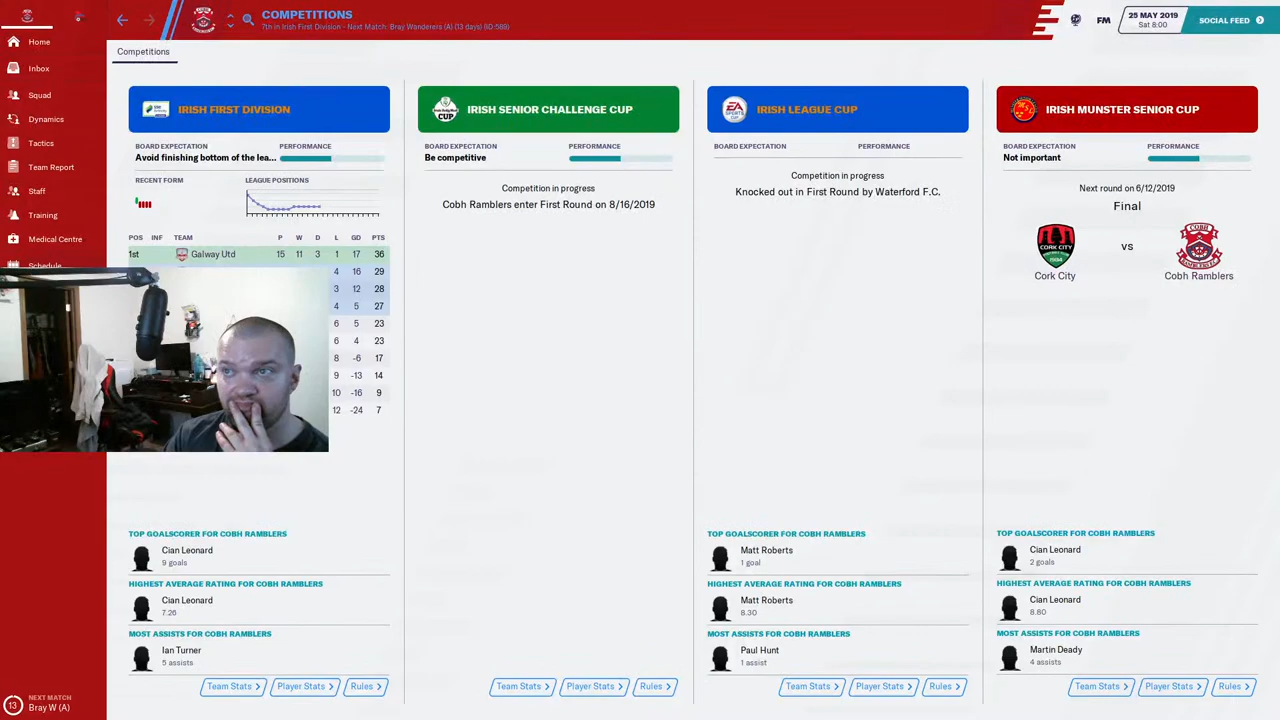 COMPETITIONS
7th in Irish First Division - Next Match: Bray Wanderers (A) (13 days) (IO-589)
FM
25 MAY 2019
Sat 8:00
SOCIAL FEED
Home
Inbox
Squad
Dynamics
Tactics
Team Report
Staff
Training
Medical Centre
Schedule
NEXT MATCH
13
Bray W (A)
Competitions
IRISH FIRST DIVISION
BOARD EXPECTATION PERFORMANCE
Avoid finishing bottom of the lea...
RECENT FORM LEAGUE POSITIONS
POS INF TEAM P W D L GD PTS
1st Galway Utd 15 11 3 1 17 36
4 16 29
3 12 28
4 5 27
6 5 23
6 4 23
8 -6 17
9 -13 14
10 -16 9
12 -24 7
TOP GOALSCORER FOR COBH RAMBLERS
Cian Leonard
9 goals
HIGHEST AVERAGE RATING FOR COBH RAMBLERS
Cian Leonard
7.26
MOST ASSISTS FOR COBH RAMBLERS
Ian Turner
5 assists
Team Stats Player Stats Rules
IRISH SENIOR CHALLENGE CUP
BOARD EXPECTATION PERFORMANCE
Be competitive
Competition in progress
Cobh Ramblers enter First Round on 8/16/2019
Team Stats Player Stats Rules
EA
SPORTS
CUP
IRISH LEAGUE CUP
BOARD EXPECTATION PERFORMANCE
Competition in progress
Knocked out in First Round by Waterford F.C.
TOP GOALSCORER FOR COBH RAMBLERS
Matt Roberts
1 goal
HIGHEST AVERAGE RATING FOR COBH RAMBLERS
Matt Roberts
8.30
MOST ASSISTS FOR COBH RAMBLERS
Paul Hunt
1 assist
Team Stats Player Stats Rules
IRISH MUNSTER SENIOR CUP
BOARD EXPECTATION PERFORMANCE
Not important
Next round on 6/12/2019
Final
CORK CITY
VS
COBH
RAMBLERS
Cork City
Cobh Ramblers
TOP GOALSCORER FOR COBH RAMBLERS
Cian Leonard
2 goals
HIGHEST AVERAGE RATING FOR COBH RAMBLERS
Cian Leonard
8.80
MOST ASSISTS FOR COBH RAMBLERS
Martin Deady
4 assists
Team Stats Player Stats Rules